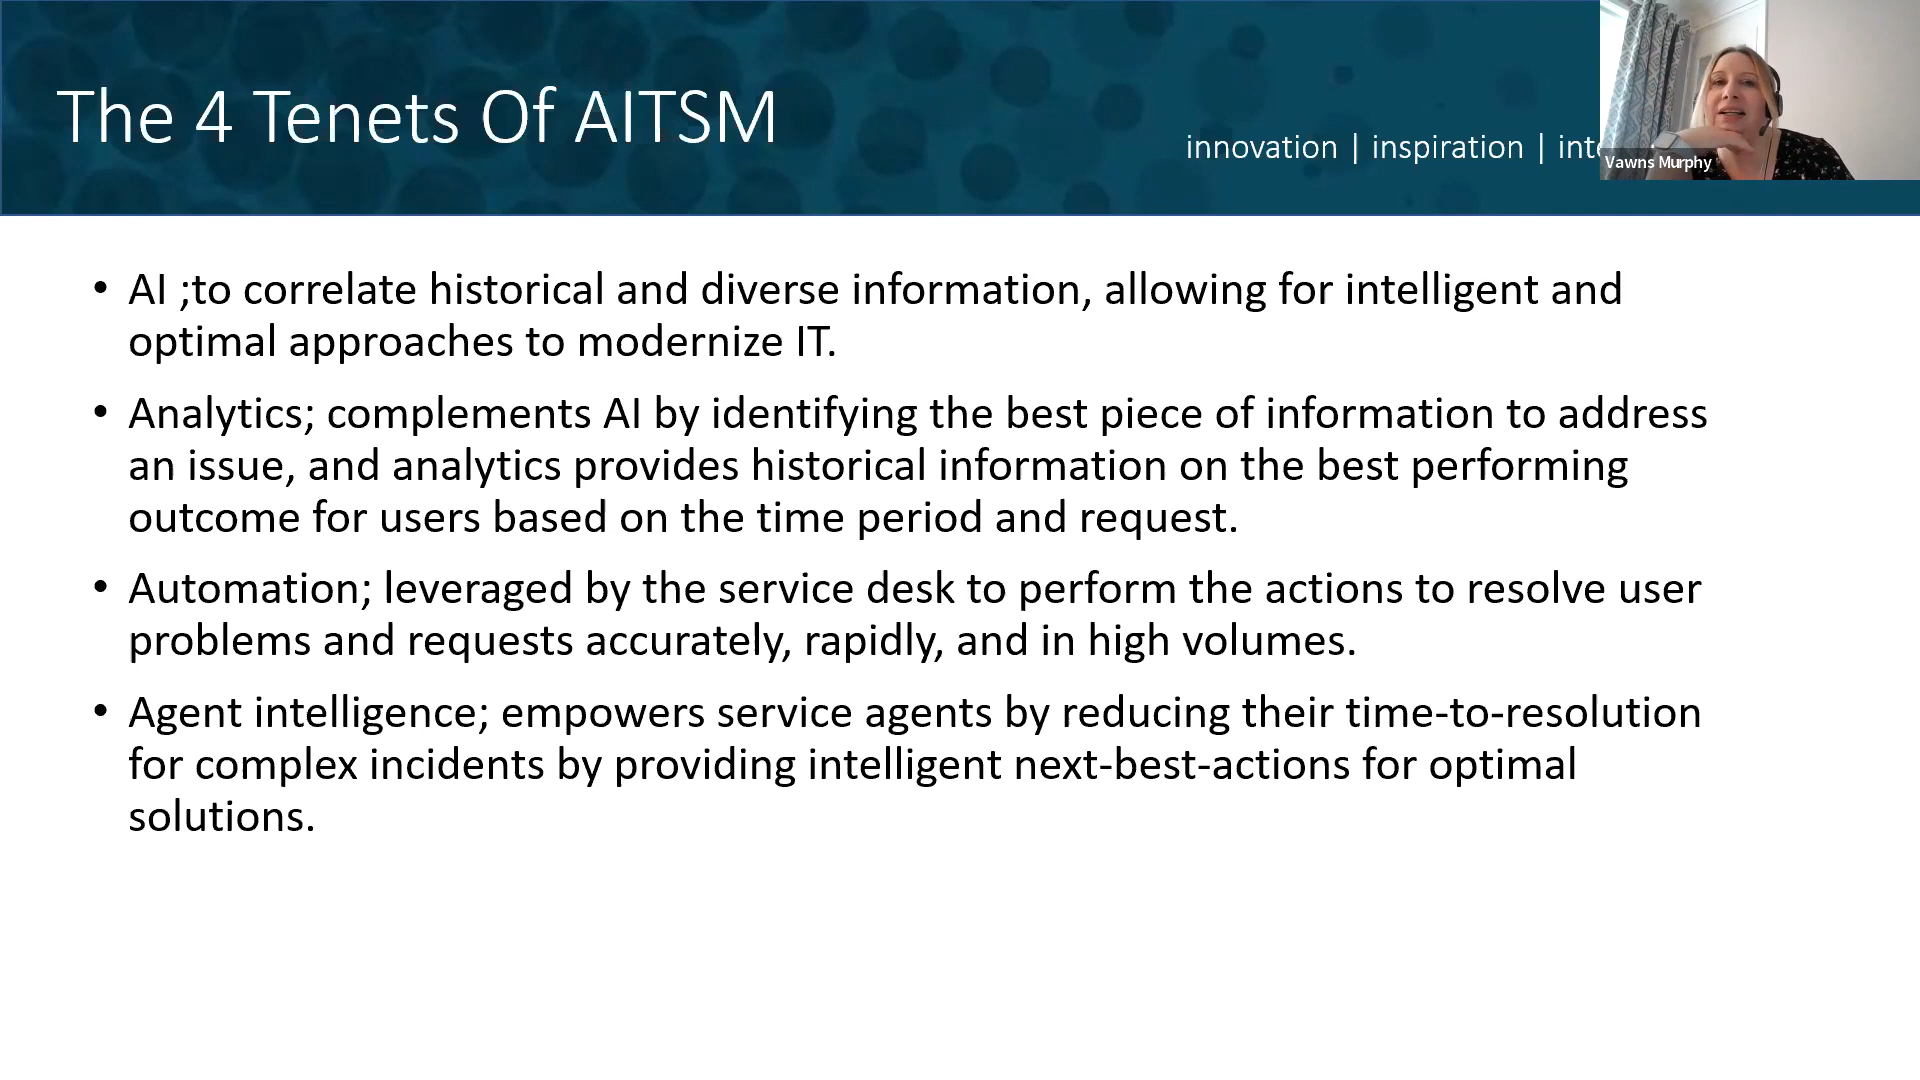 The 4 Tenets Of AITSM
innovation | inspiration |
Vawns Murphy
• AI ;to correlate historical and diverse information, allowing for intelligent and
optimal approaches to modernize IT.
• Analytics; complements AI by identifying the best piece of information to address
an issue, and analytics provides historical information on the best performing
outcome for users based on the time period and request.
• Automation; leveraged by the service desk to perform the actions to resolve user
problems and requests accurately, rapidly, and in high volumes.
• Agent intelligence; empowers service agents by reducing their time-to-resolution
for complex incidents by providing intelligent next-best-actions for optimal
solutions.